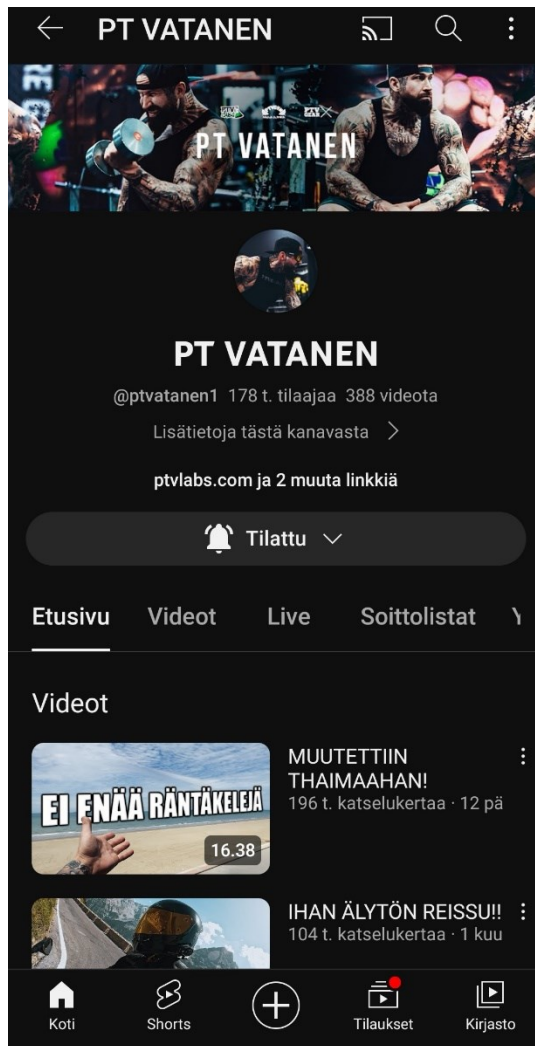 PT VATANEN
PT VATANEN
PT VATANEN
@ptvatanen1 178 t. tilaajaa 388 videota
Lisätietoja tästä kanavasta
ptvlabs.com ja 2 muuta linkkiä
Tilattu
Etusivu Videot Live Soittolistat Y
Videot
EI ENÄÄ RÄNTÄKELEJÄ
16.38
MUUTETTIIN
THAIMAAHAN!
196 t. katselukertaa · 12 pä
IHAN ÄLYTÖN REISSU!!
104 t. katselukertaa · 1 kuu
Koti Shorts Tilaukset Kirjasto